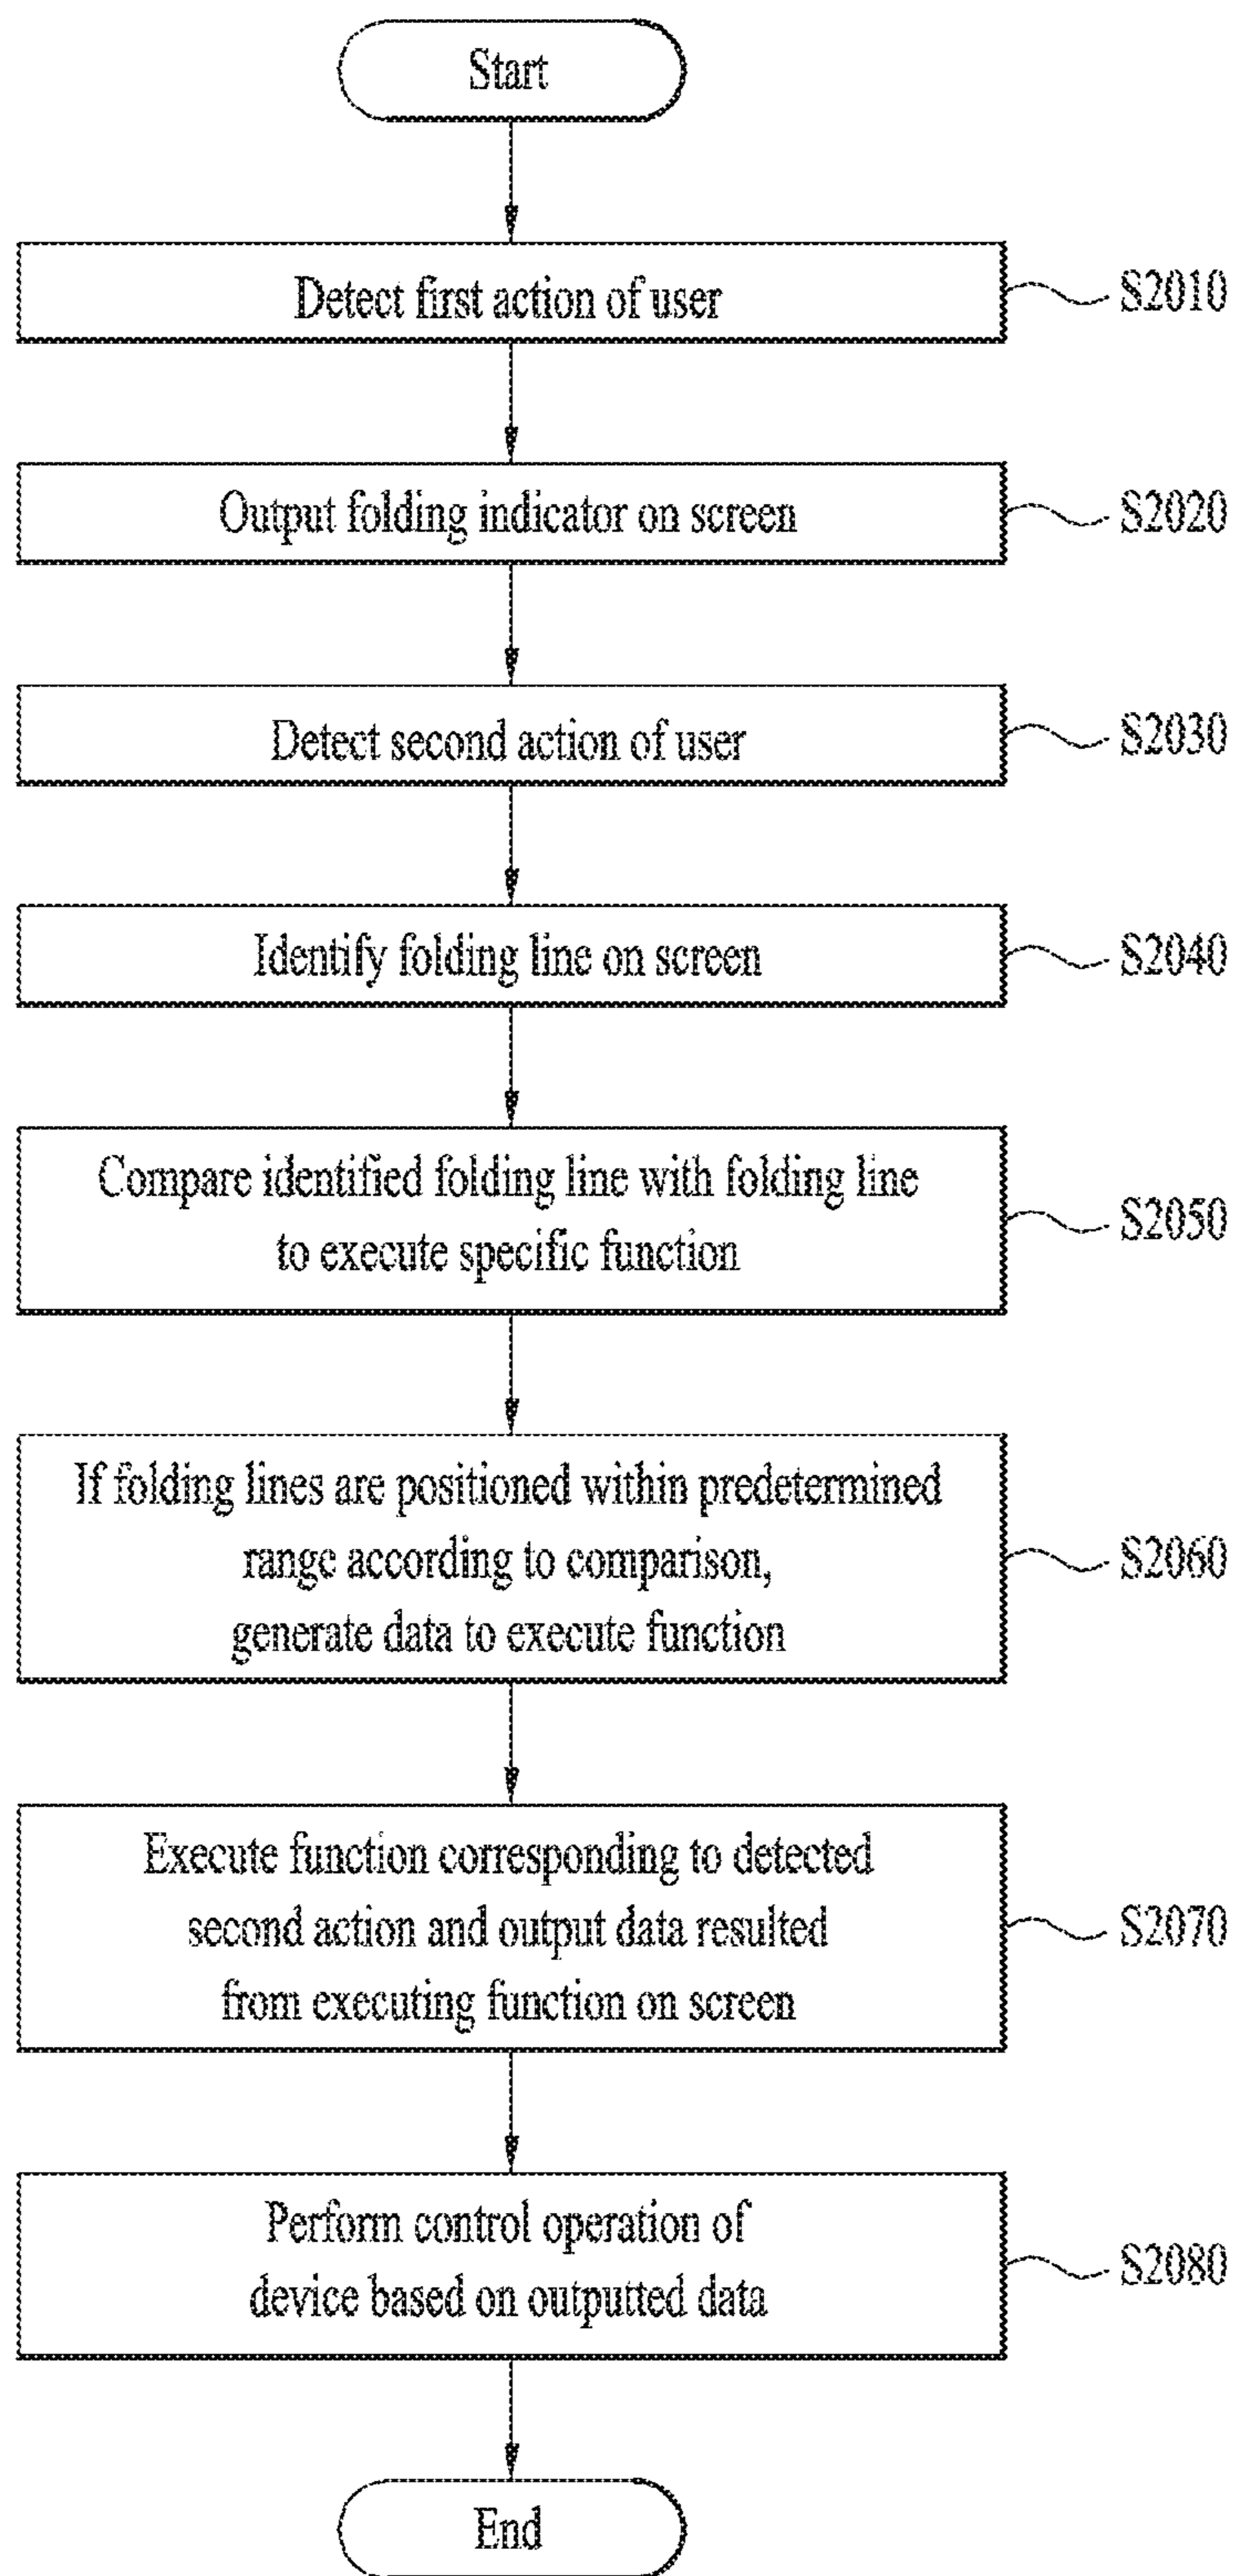 Start
Detect first action of user
S2010
Output folding indicator on screen
S2020
Detect second action of user
S2030
Identify folding line on screen
S2040
Compare identified folding line with folding line
to execute specific function
S2050
If folding lines are positioned within predetermined
range according to comparison,
generate data to execute function
S2060
Execute function corresponding to detected
second action and output data resulted
from executing function on screen
S2070
Perform control operation of
device based on outputted data
S2080
End